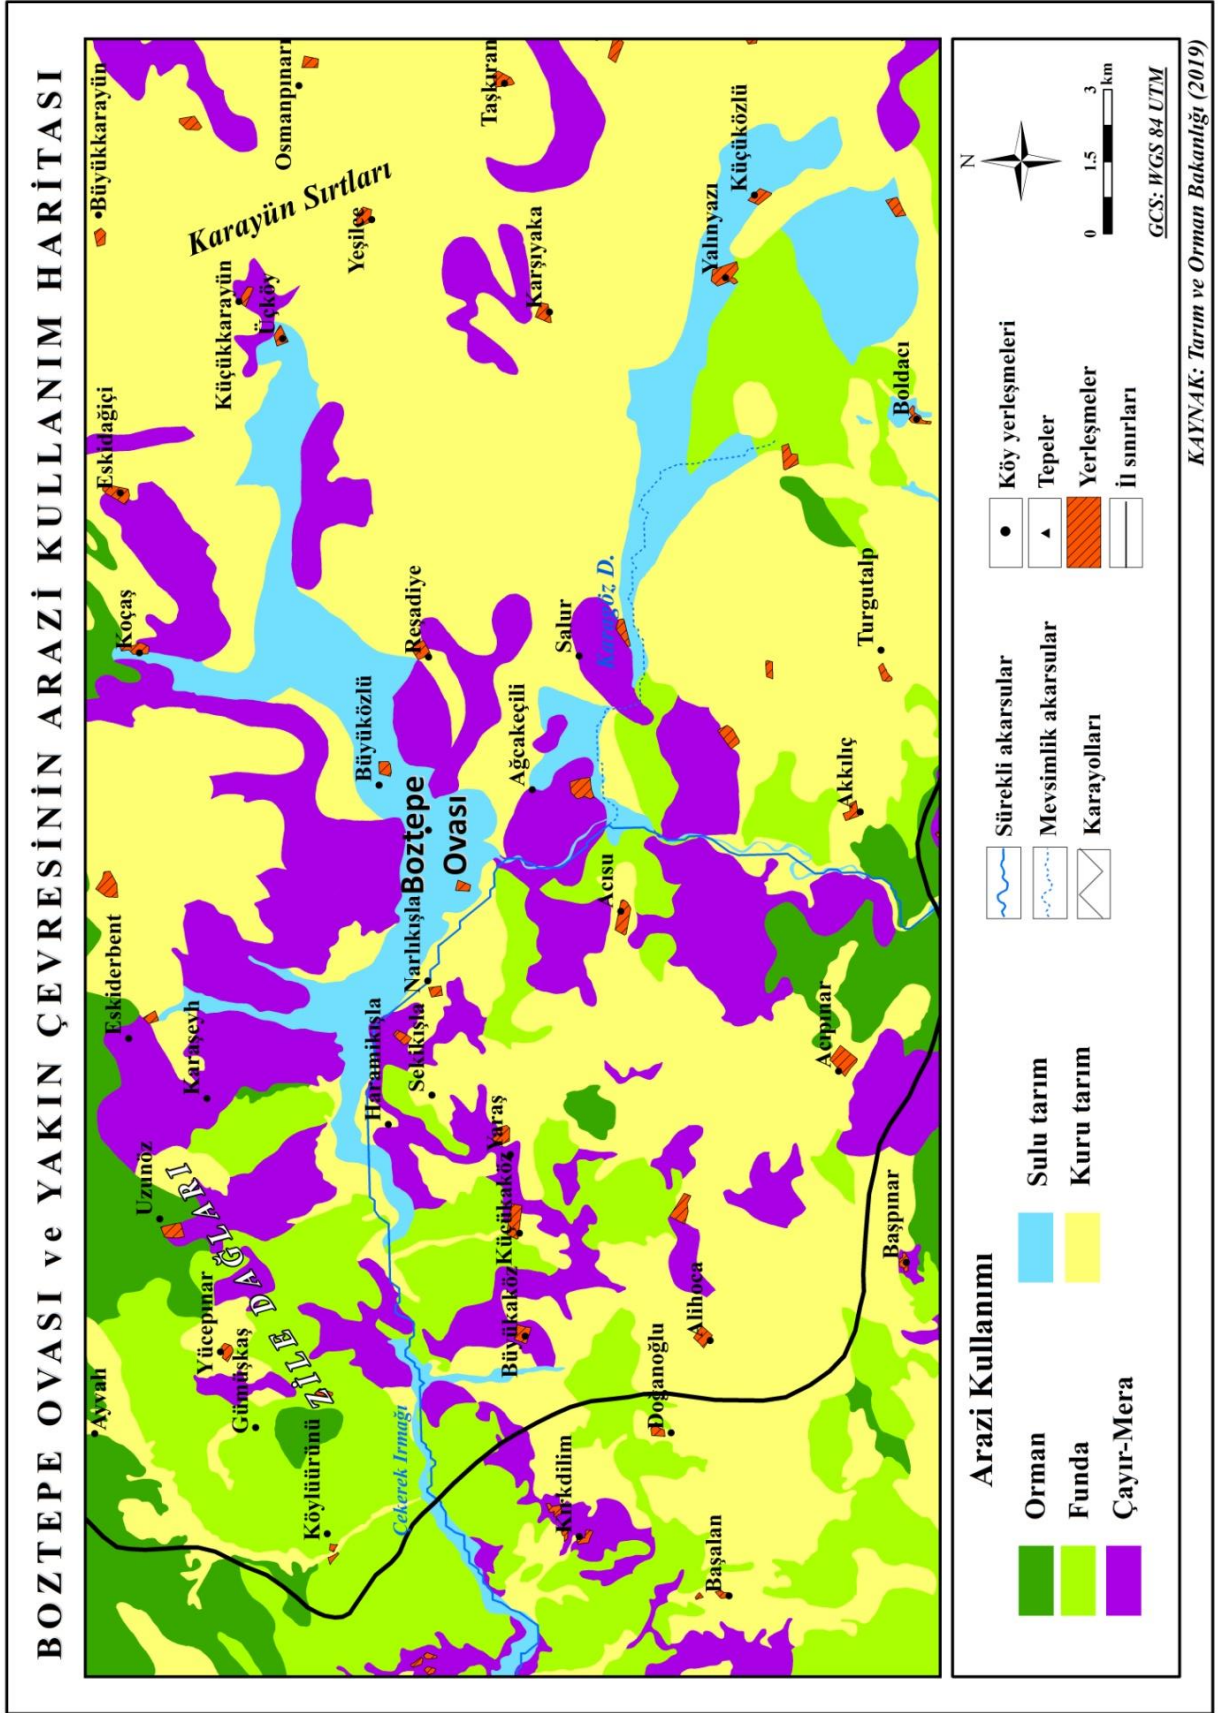 BOZTEPE OVASI ve YAKIN ÇEVRESİNİN ARAZİ KULLANIM HARİTASI
Ayvalı
Eskiderbent
Koçaş
Eskidağiçi
Büyükkarayün
Uzunöz
Karaşeyh
Küçükkarayün
Üçköy
Osmanpınarı
Yücepınar
Gümüşkaş
ZİLE DAĞLARI
Karayün Sırtları
Köylüürünü
Haramikışla
Büyüközlü
Reşadiye
Yeşilce
Çekerek Irmağı
Sekikışla
Narlıkışla
Boztepe
Ovası
Büyükaköz
Küçükaköz
Yaraş
Ağcakeçili
Salur
Karşıyaka
Taşkıran
Kırkdilim
Acısu
Karagöz D.
Doğanoğlu
Alihoca
Yalınyazı
Küçüközlü
Başalan
Acıpınar
Akkılıç
Turgutalp
Başpınar
Boldacı
Arazi Kullanımı
Orman
Funda
Çayır-Mera
Sulu tarım
Kuru tarım
Sürekli akarsular
Mevsimlik akarsular
Karayolları
Köy yerleşmeleri
Tepeler
Yerleşmeler
İl sınırları
N
0 1.5 3 km
GCS: WGS 84 UTM
KAYNAK: Tarım ve Orman Bakanlığı (2019)